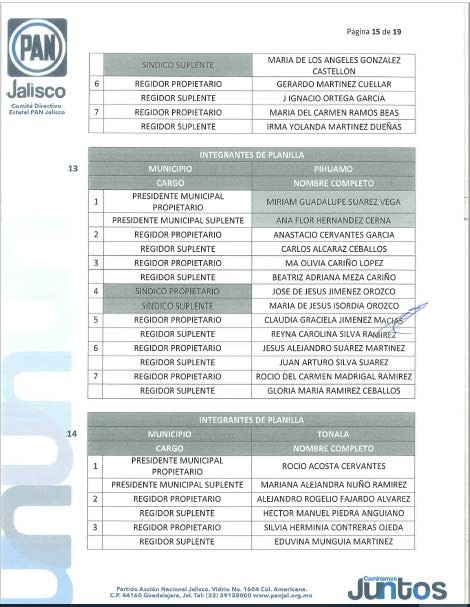 Página 15 de 19
PAN
Jalisco
Comité Directivo
Estatal PAN Jalisco
SINDICO SUPLENTE MARIA DE LOS ANGELES GONZALEZ
CASTELLON
6 REGIDOR PROPIETARIO GERARDO MARTINEZ CUELLAR
REGIDOR SUPLENTE J IGNACIO ORTEGA GARCIA
7 REGIDOR PROPIETARIO MARIA DEL CARMEN RAMOS BEAS
REGIDOR SUPLENTE IRMA YOLANDA MARTINEZ DUEÑAS
13
INTEGRANTES DE PLANILLA
MUNICIPIO PIHUAMO
CARGO NOMBRE COMPLETO
1 PRESIDENTE MUNICIPAL
PROPIETARIO MIRIAM GUADALUPE SUAREZ VEGA
PRESIDENTE MUNICIPAL SUPLENTE ANA FLOR HERNANDEZ CERNA
2 REGIDOR PROPIETARIO ANASTACIO CERVANTES GARCIA
REGIDOR SUPLENTE CARLOS ALCARAZ CEBALLOS
3 REGIDOR PROPIETARIO MA OLIVIA CARIÑO LOPEZ
REGIDOR SUPLENTE BEATRIZ ADRIANA MEZA CARIÑO
4 SINDICO PROPIETARIO JOSE DE JESUS JIMENEZ OROZCO
SINDICO SUPLENTE MARIA DE JESUS ISORDIA OROZCO
5 REGIDOR PROPIETARIO CLAUDIA GRACIELA JIMENEZ MACIAS
REGIDOR SUPLENTE REYNA CAROLINA SILVA RAMIREZ
6 REGIDOR PROPIETARIO JESUS ALEJANDRO SUAREZ MARTINEZ
REGIDOR SUPLENTE JUAN ARTURO SILVA SUAREZ
7 REGIDOR PROPIETARIO ROCIO DEL CARMEN MADRIGAL RAMIREZ
REGIDOR SUPLENTE GLORIA MARIA RAMIREZ CEBALLOS
14
INTEGRANTES DE PLANILLA
MUNICIPIO TONALA
CARGO NOMBRE COMPLETO
1 PRESIDENTE MUNICIPAL
PROPIETARIO ROCIO ACOSTA CERVANTES
PRESIDENTE MUNICIPAL SUPLENTE MARIANA ALEJANDRA NUÑO RAMIREZ
2 REGIDOR PROPIETARIO ALEJANDRO ROGELIO FAJARDO ALVAREZ
REGIDOR SUPLENTE HECTOR MANUEL PIEDRA ANGUIANO
3 REGIDOR PROPIETARIO SILVIA HERMINIA CONTRERAS OJEDA
REGIDOR SUPLENTE EDUVINA MUNGUIA MARTINEZ
Partido Acción Nacional Jalisco. Vidrio No. 1604 Col. Americana.
C.P. 44160 Guadalajara, Jal. Tel: (33) 39158000 www.panjal.org.mx
Caminemos
Juntos